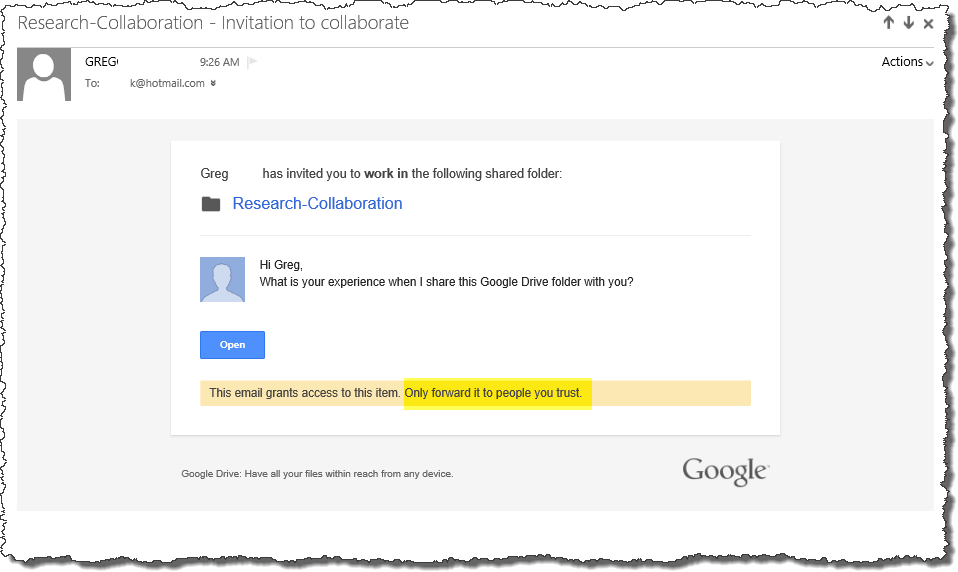 Research-Collaboration - Invitation to collaborate
GREG 9:26 AM
Actions
To: k@hotmail.com
Greg has invited you to work in the following shared folder:
Research-Collaboration
Hi Greg,
What is your experience when I share this Google Drive folder with you?
Open
This email grants access to this item. Only forward it to people you trust.
Google Drive: Have all your files within reach from any device.
Google